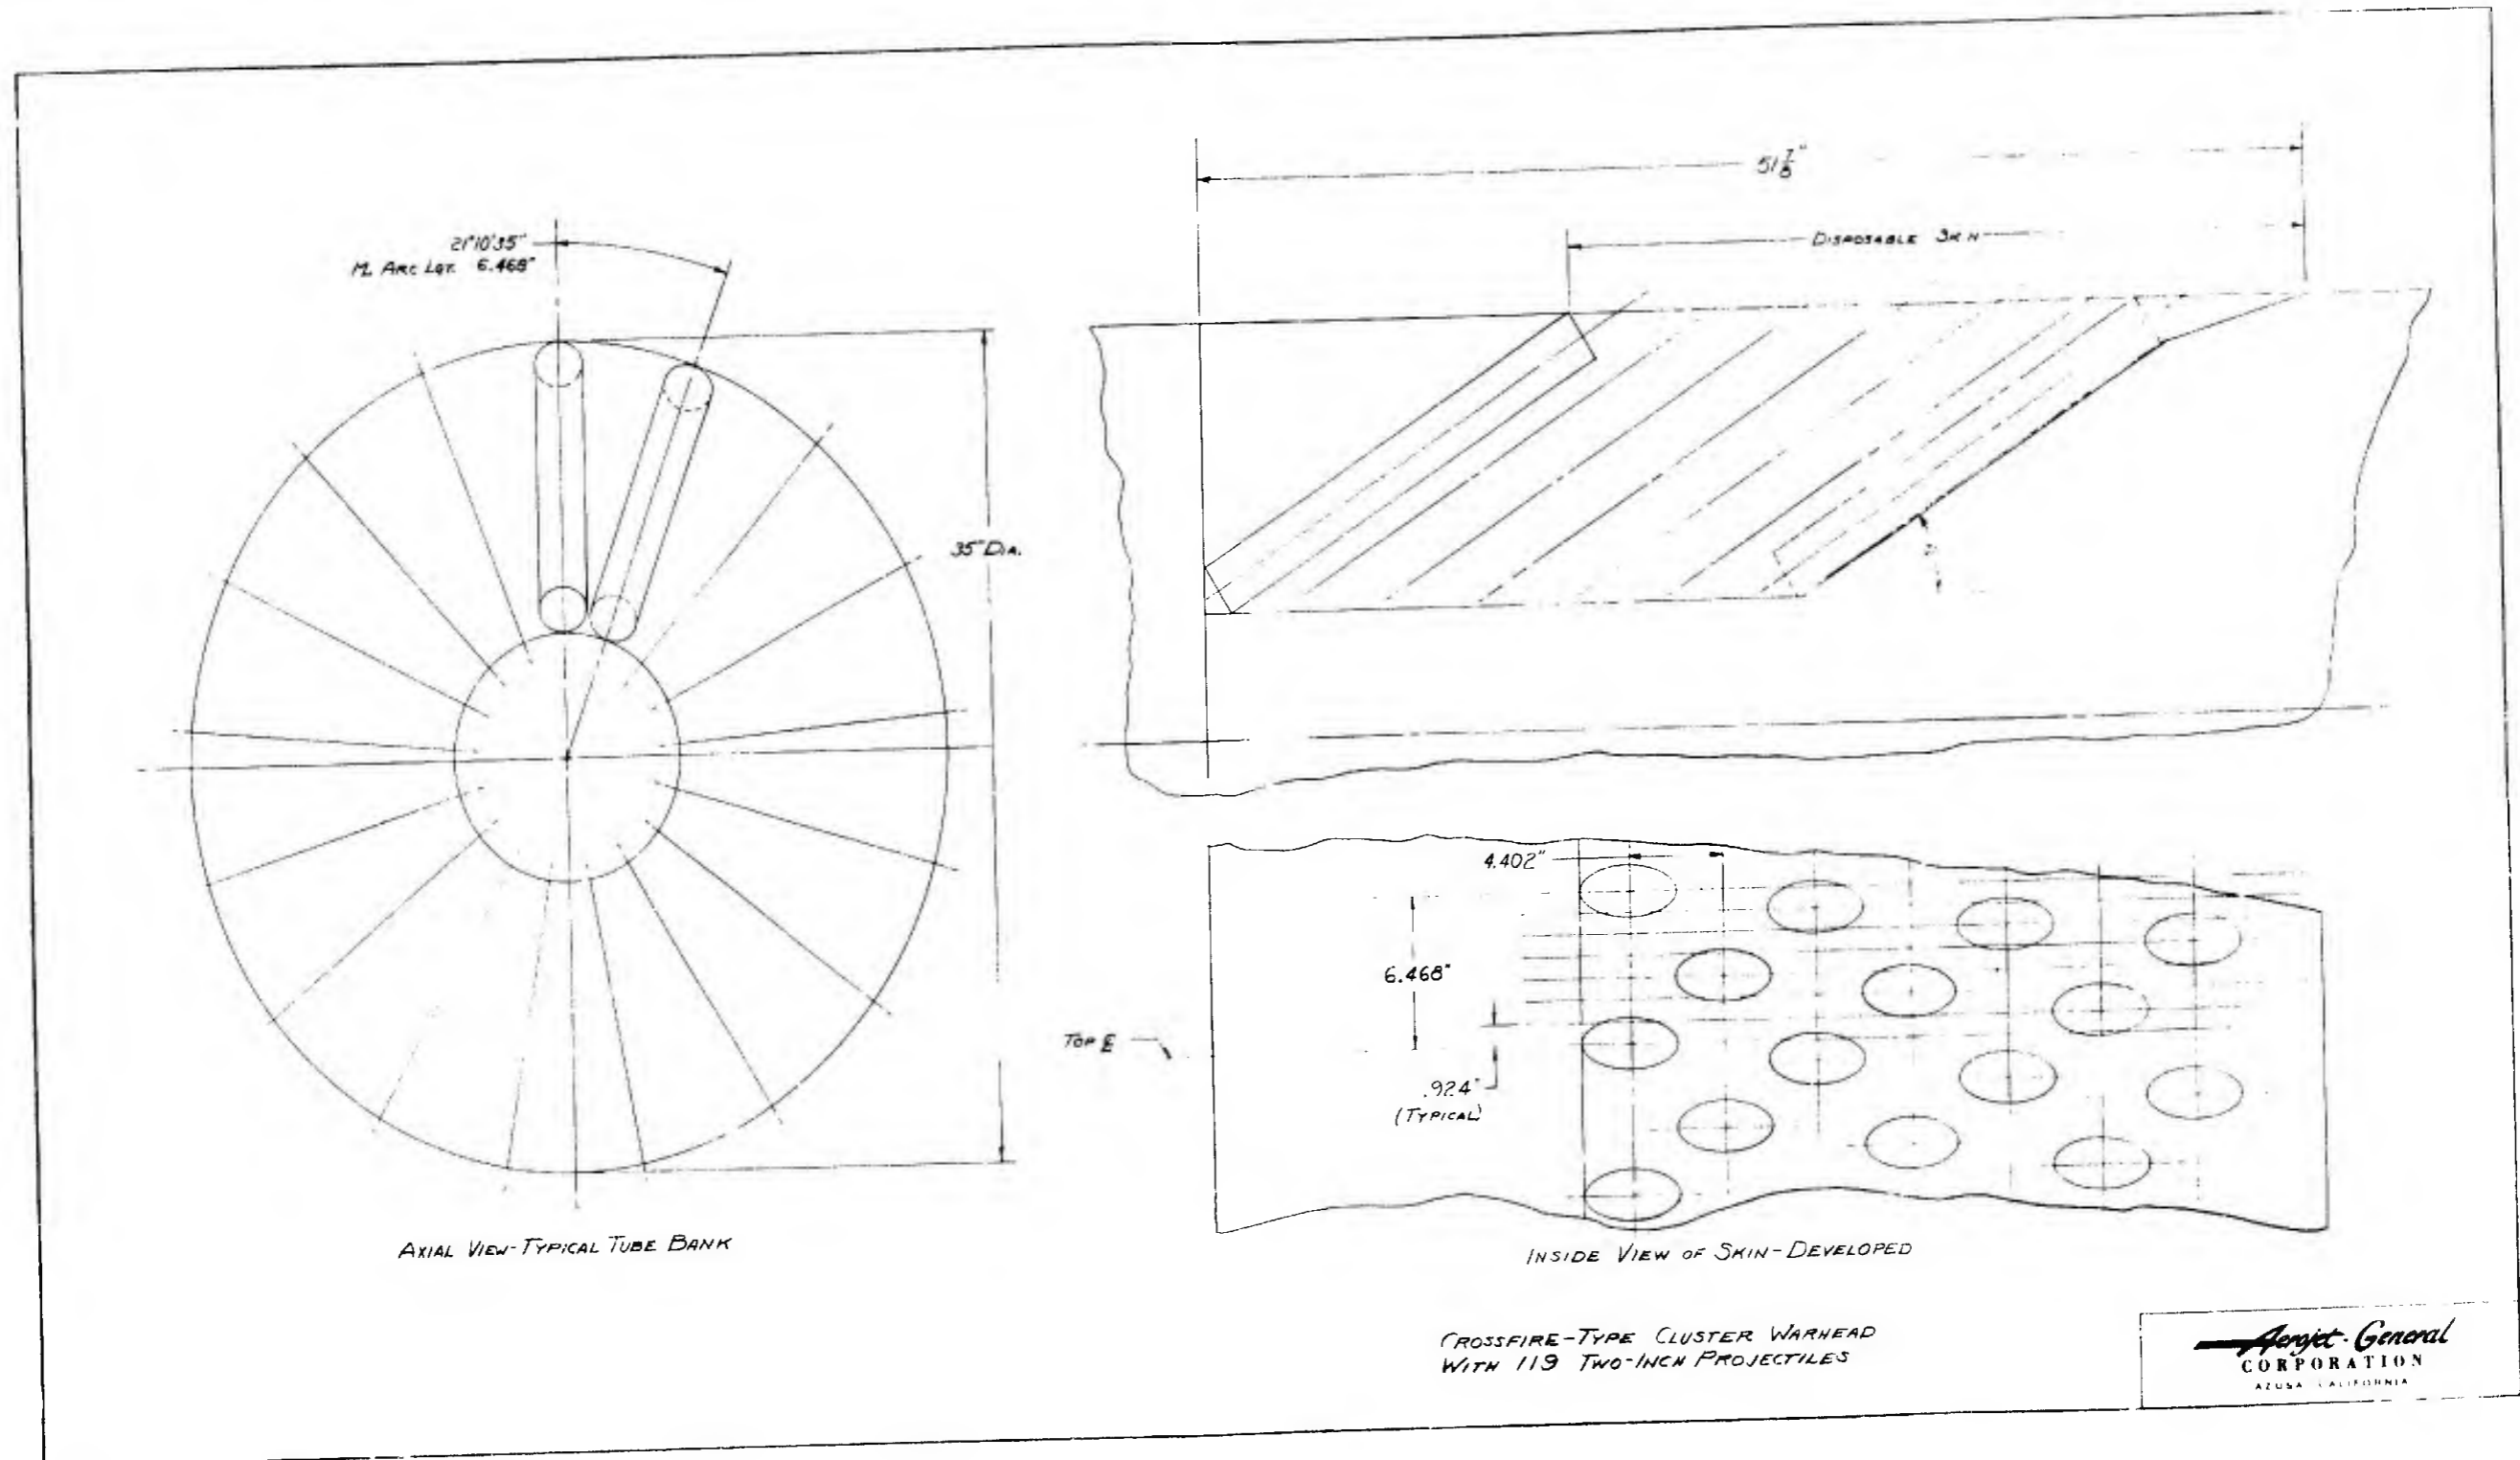 21°10'35"
M. ARC LGT. 6.468"
35" DIA.
AXIAL VIEW-TYPICAL TUBE BANK
51 7/8"
DISPOSABLE SKIN
4.402"
6.468"
TOP
.924"
(TYPICAL)
INSIDE VIEW OF SKIN-DEVELOPED
CROSSFIRE-TYPE CLUSTER WARHEAD
WITH 119 TWO-INCH PROJECTILES
Aerojet-General
CORPORATION
AZUSA, CALIFORNIA